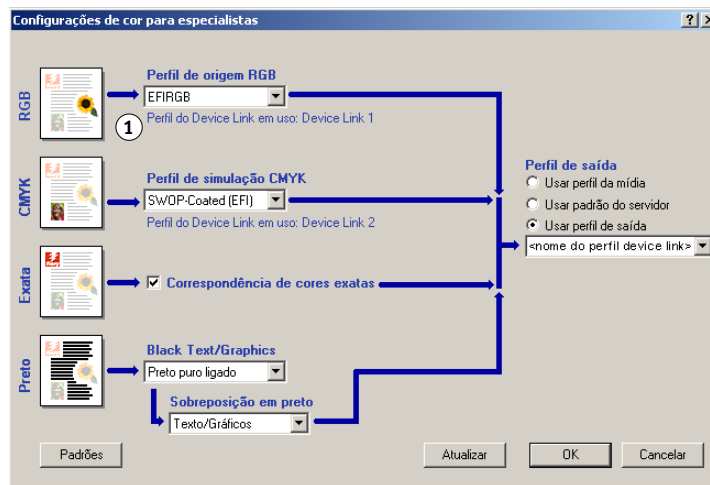 Configurações de cor para especialistas
RGB
Perfil de origem RGB
EFIRGB
Perfil do Device Link em uso: Device Link 1
1
CMYK
Perfil de simulação CMYK
SWOP-Coated (EFI)
Perfil do Device Link em uso: Device Link 2
Perfil de saída
Usar perfil da mídia
Usar padrão do servidor
Usar perfil de saída
<nome do perfil device link>
Exata
Correspondência de cores exatas
Preto
Black Text/Graphics
Preto puro ligado
Sobreposição em preto
Texto/Gráficos
Padrões
Atualizar
OK
Cancelar